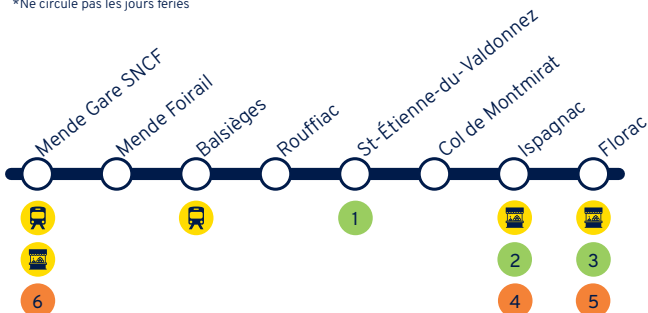 *Ne circule pas les jours fériés
Mende Gare SNCF
Mende Foirail
Balsièges
Rouffiac
St-Étienne-du-Valdonnez
Col de Montmirat
Ispagnac
Florac
1
2
3
6
4
5